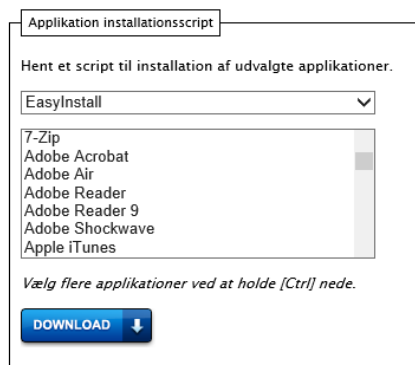 Applikation installationsscript
Hent et script til installation af udvalgte applikationer.
EasyInstall
7-Zip
Adobe Acrobat
Adobe Air
Adobe Reader
Adobe Reader 9
Adobe Shockwave
Apple iTunes
Vælg flere applikationer ved at holde [Ctrl] nede.
DOWNLOAD